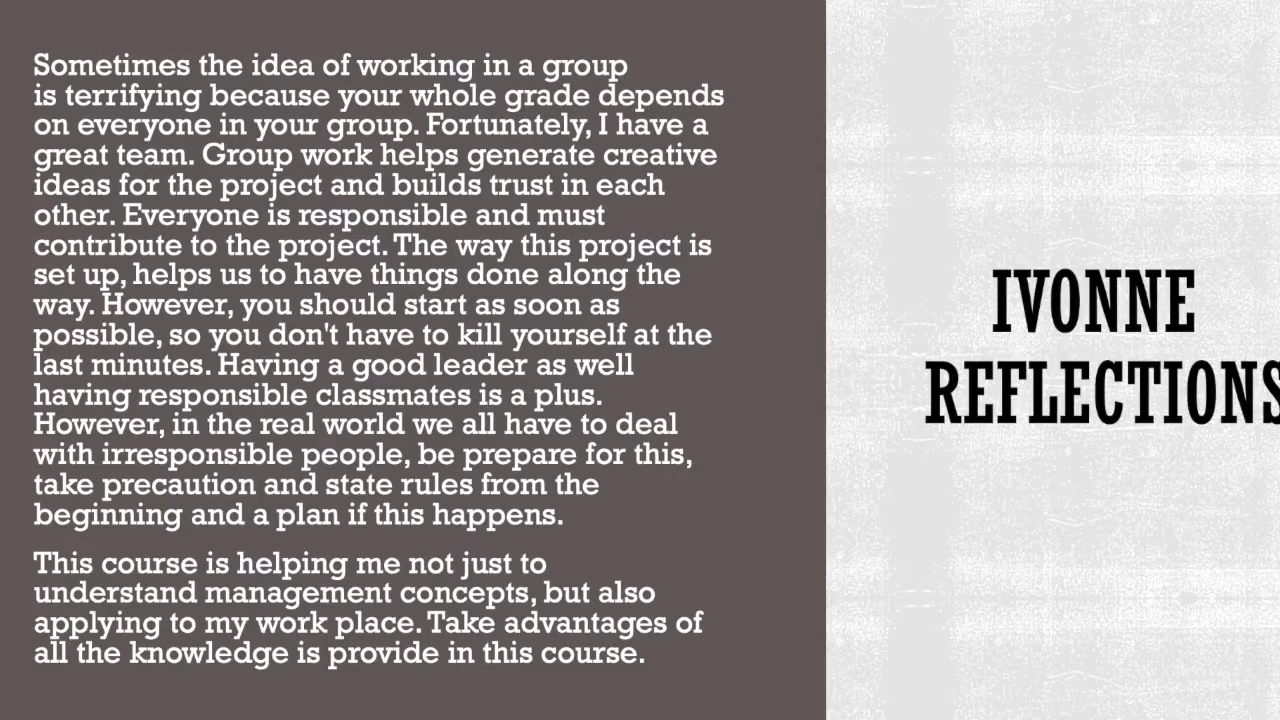 Sometimes the idea of working in a group
is terrifying because your whole grade depends
on everyone in your group. Fortunately, I have a
great team. Group work helps generate creative
ideas for the project and builds trust in each
other. Everyone is responsible and must
contribute to the project. The way this project is
set up, helps us to have things done along the
way. However, you should start as soon as
possible, so you don't have to kill yourself at the
last minutes. Having a good leader as well
having responsible classmates is a plus.
However, in the real world we all have to deal
with irresponsible people, be prepare for this,
take precaution and state rules from the
beginning and a plan if this happens.
This course is helping me not just to
understand management concepts, but also
applying to my work place. Take advantages of
all the knowledge is provide in this course.
IVONNE
REFLECTIONS